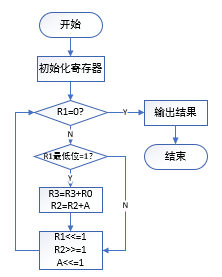 开始
初始化寄存器
R1=0?
Y
输出结果
N
结束
R1最低位=1?
Y
R3=R3+R0
R2=R2+A
N
R1<<=1
R2>>=1
A<<=1